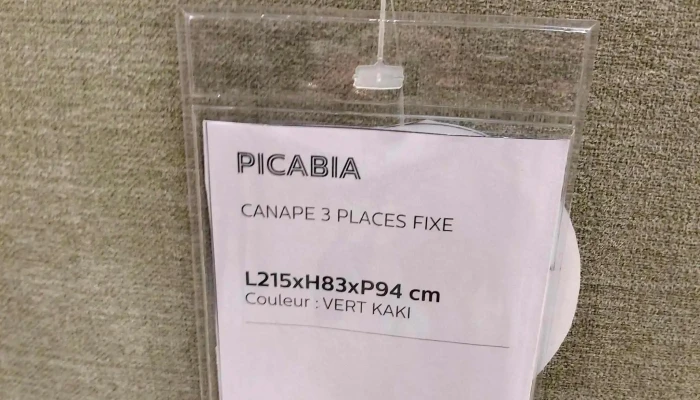 PICABIA
CANAPE 3 PLACES FIXE
L215xH83xP94 cm
Couleur : VERT KAKI